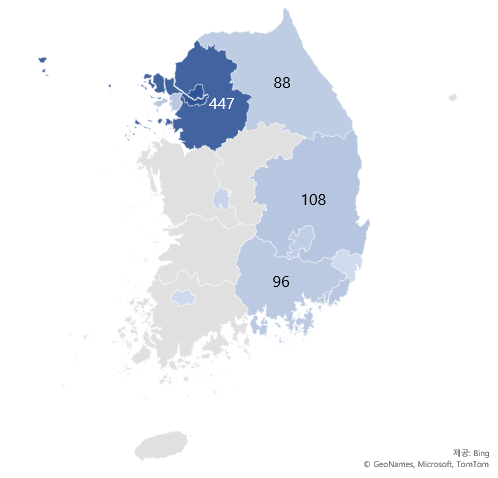 88
447
108
96
제공: Bing
© GeoNames, Microsoft, TomTom